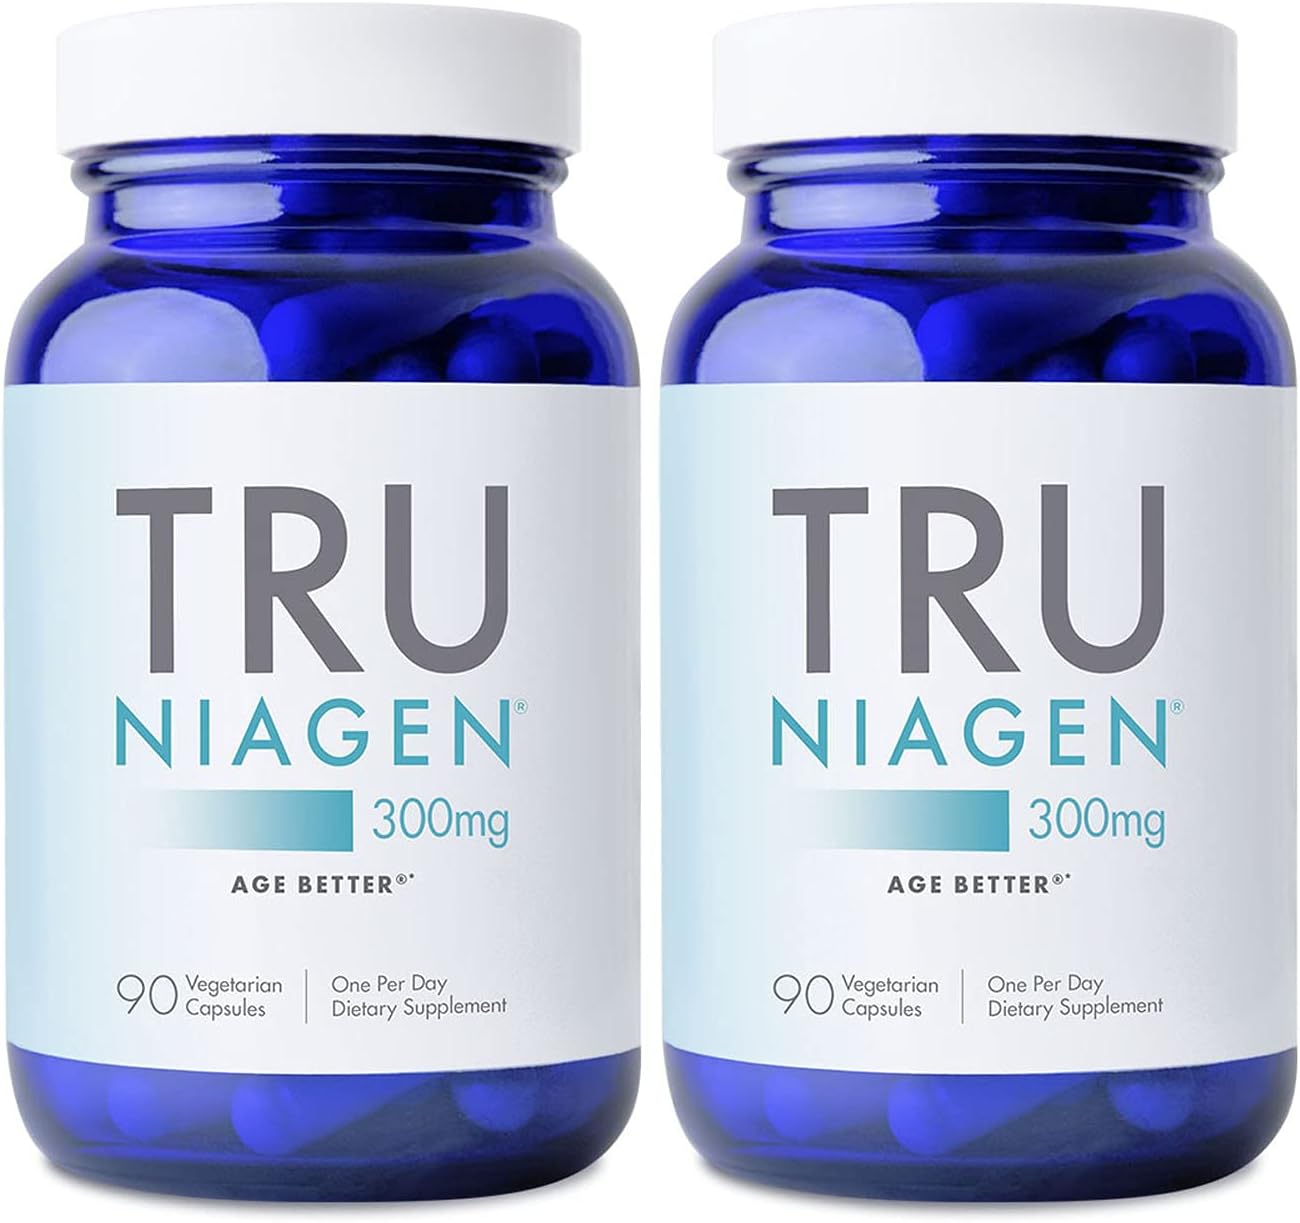 TRU
NIAGEN®
300mg
AGE BETTER®*
90 Vegetarian Capsules | One Per Day Dietary Supplement
TRU
NIAGEN®
300mg
AGE BETTER®*
90 Vegetarian Capsules | One Per Day Dietary Supplement